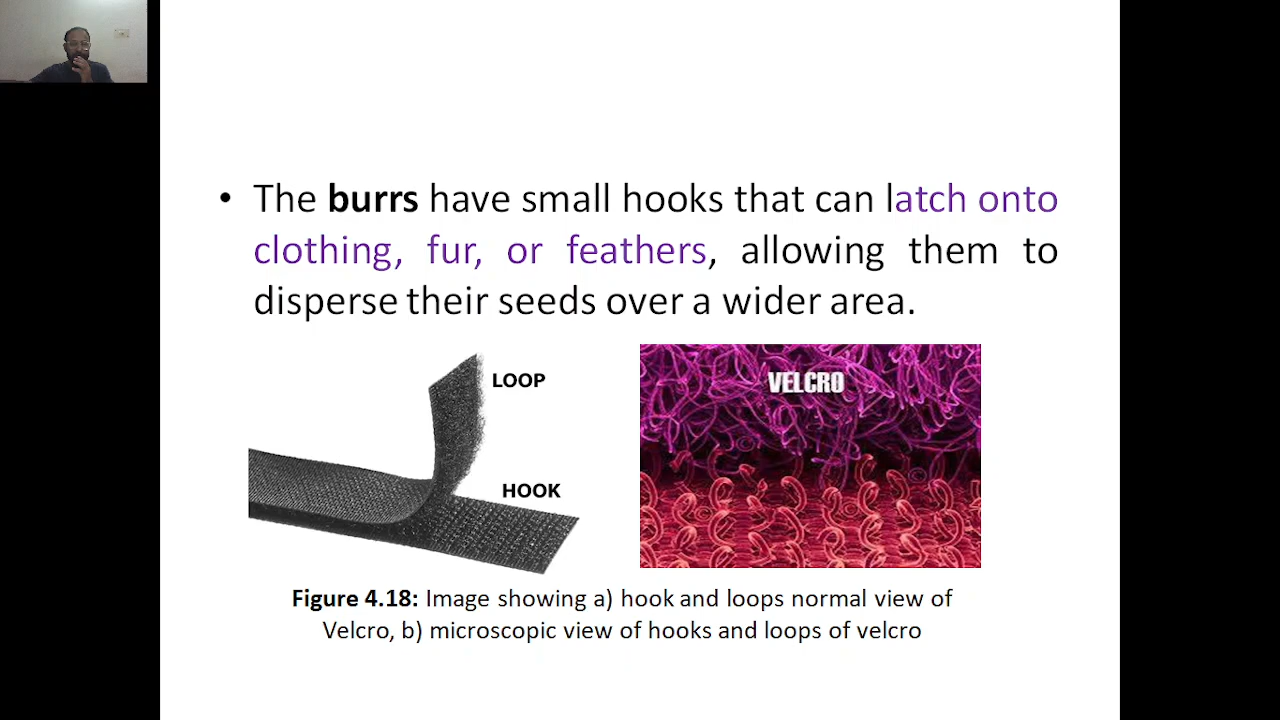 • The burrs have small hooks that can latch onto
clothing, fur, or feathers, allowing them to
disperse their seeds over a wider area.
LOOP
HOOK
VELCRO
Figure 4.18: Image showing a) hook and loops normal view of
Velcro, b) microscopic view of hooks and loops of velcro